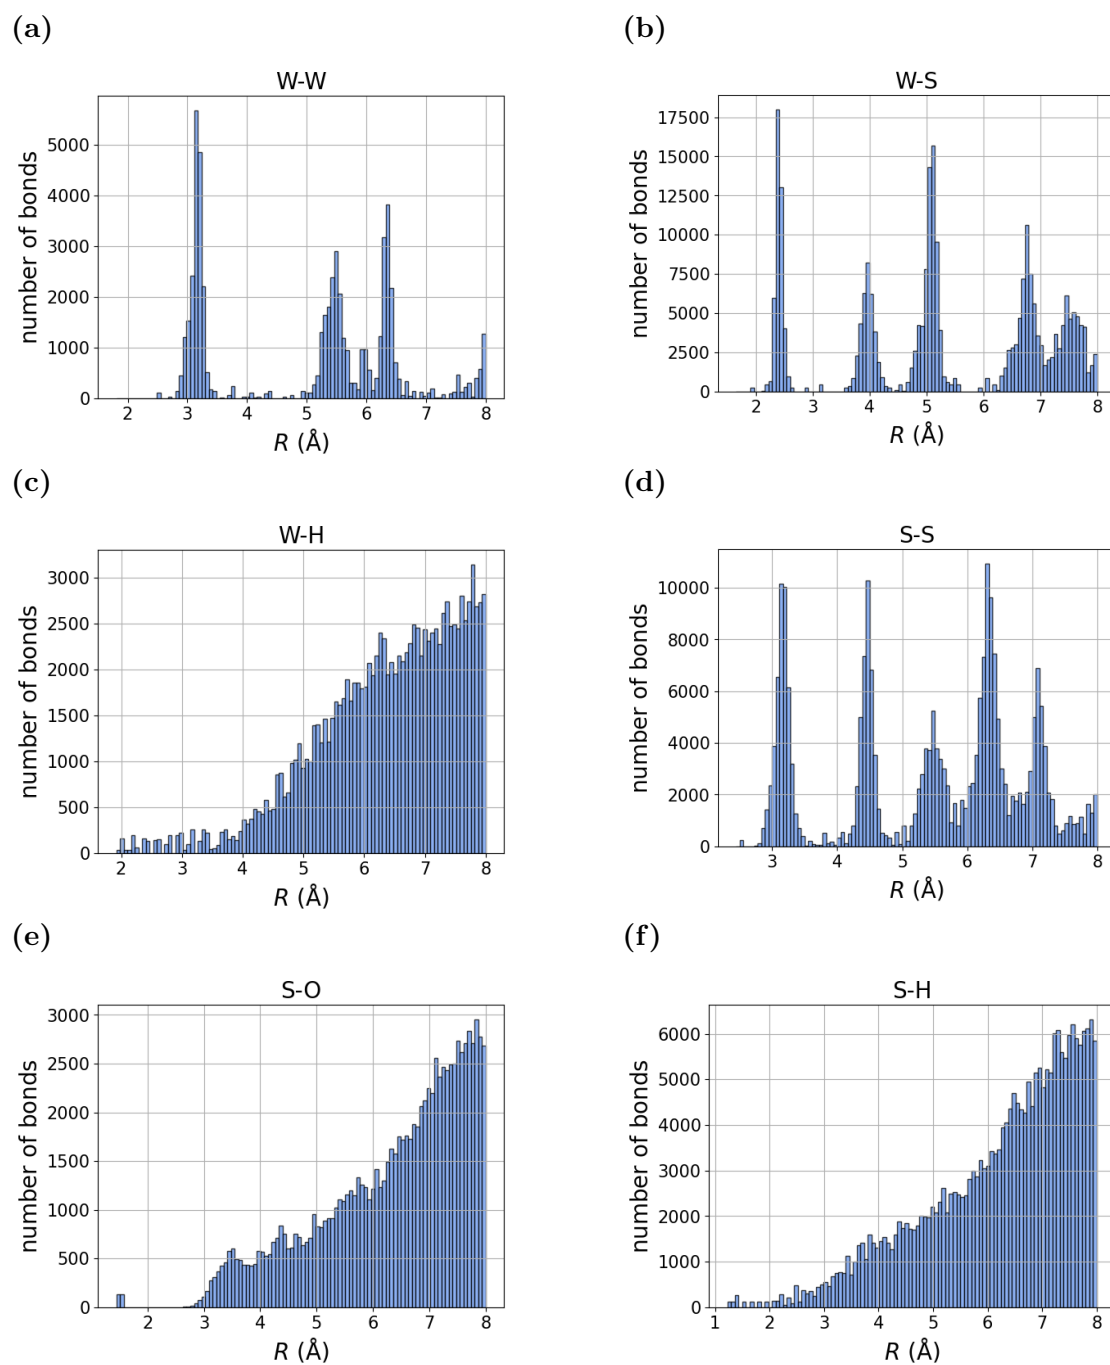 (a)
W-W
number of bonds
5000
4000
3000
2000
1000
0
2 3 4 5 6 7 8
R (Å)
(b)
W-S
number of bonds
17500
15000
12500
10000
7500
5000
2500
0
2 3 4 5 6 7 8
R (Å)
(c)
W-H
number of bonds
3000
2500
2000
1500
1000
500
0
2 3 4 5 6 7 8
R (Å)
(d)
S-S
number of bonds
10000
8000
6000
4000
2000
0
3 4 5 6 7 8
R (Å)
(e)
S-O
number of bonds
3000
2500
2000
1500
1000
500
0
2 3 4 5 6 7 8
R (Å)
(f)
S-H
number of bonds
6000
5000
4000
3000
2000
1000
0
1 2 3 4 5 6 7 8
R (Å)